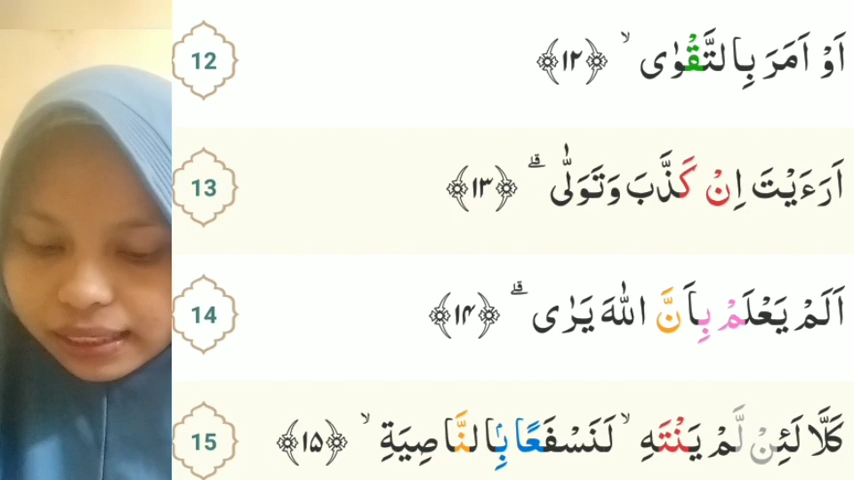 12 اَوْ اَمَرَ بِالتَّقْوٰى ۙ ﴿١٢﴾
13 اَرَءَيْتَ اِنْ كَذَّبَ وَتَوَلّٰى ۗ ﴿١٣﴾
14 اَلَمْ يَعْلَمْ بِاَنَّ اللّٰهَ يَرٰى ۗ ﴿١٤﴾
15 كَلَّا لَئِنْ لَّمْ يَنْتَهِ ۙ لَنَسْفَعًاۢ بِالنَّاصِيَةِ ۙ ﴿١٥﴾